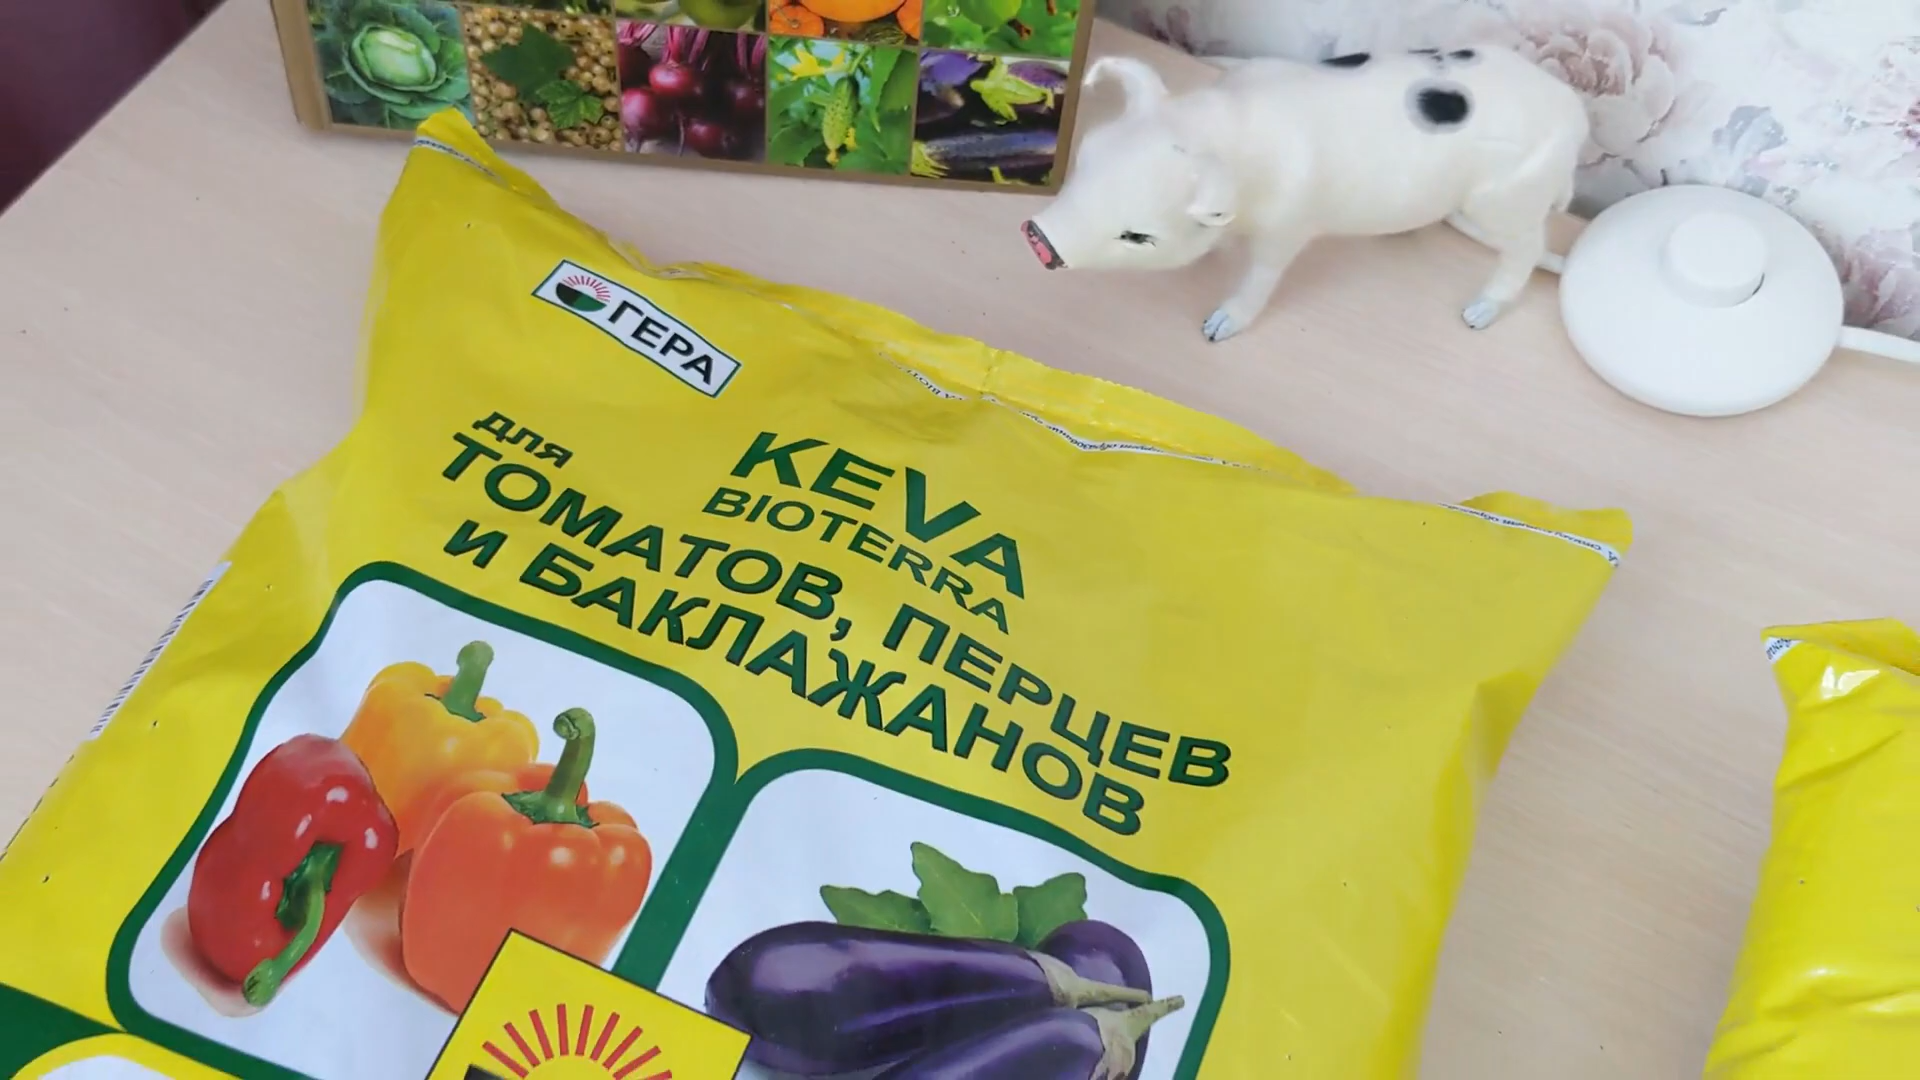 ГЕРА
KEVA
BIOTERRA
для
ТОМАТОВ, ПЕРЦЕВ
И БАКЛАЖАНОВ